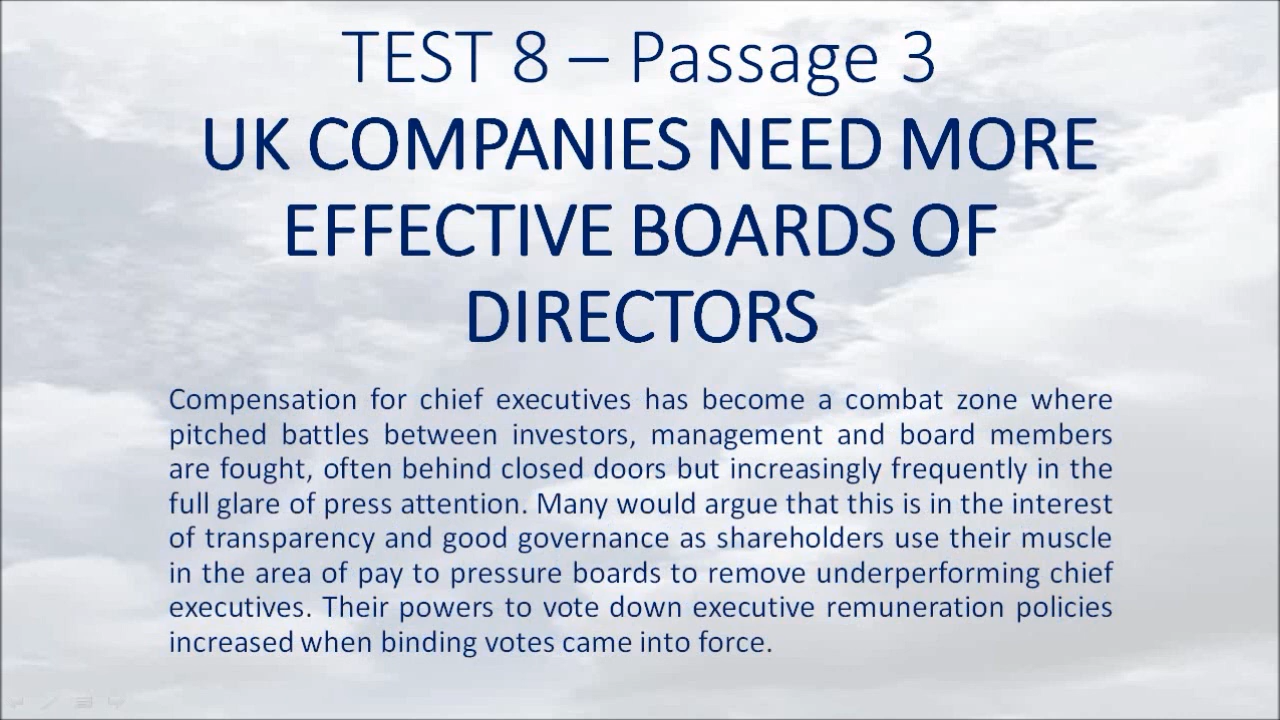 TEST 8 – Passage 3
UK COMPANIES NEED MORE
EFFECTIVE BOARDS OF
DIRECTORS
Compensation for chief executives has become a combat zone where
pitched battles between investors, management and board members
are fought, often behind closed doors but increasingly frequently in the
full glare of press attention. Many would argue that this is in the interest
of transparency and good governance as shareholders use their muscle
in the area of pay to pressure boards to remove underperforming chief
executives. Their powers to vote down executive remuneration policies
increased when binding votes came into force.